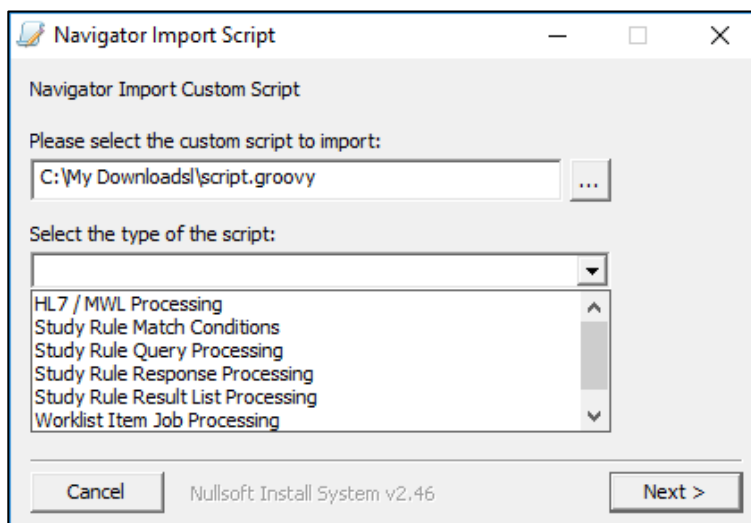 Navigator Import Script
Navigator Import Custom Script
Please select the custom script to import:
C:\My Downloadsl\script.groovy
...
Select the type of the script:
HL7 / MWL Processing
Study Rule Match Conditions
Study Rule Query Processing
Study Rule Response Processing
Study Rule Result List Processing
Worklist Item Job Processing
Cancel
Nullsoft Install System v2.46
Next >